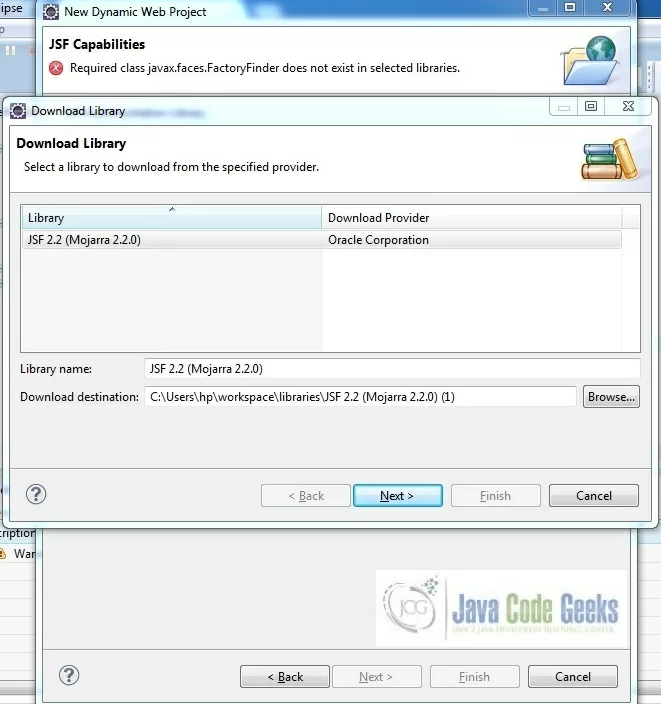 ipse
New Dynamic Web Project
JSF Capabilities
Required class javax.faces.FactoryFinder does not exist in selected libraries.
Download Library
Download Library
Select a library to download from the specified provider.
Library Download Provider
JSF 2.2 (Mojarra 2.2.0) Oracle Corporation
Library name: JSF 2.2 (Mojarra 2.2.0)
Download destination: C:\Users\hp\workspace\libraries\JSF 2.2 (Mojarra 2.2.0) (1) Browse...
< Back Next > Finish Cancel
cription
War
JCG Java Code Geeks
JAVA 2 JAVA DEVELOPERS RESOURCE CENTER
< Back Next > Finish Cancel